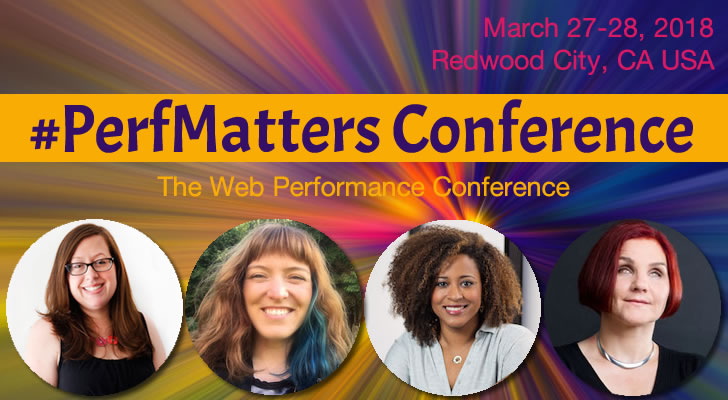 March 27-28, 2018
Redwood City, CA USA
#PerfMatters Conference
The Web Performance Conference